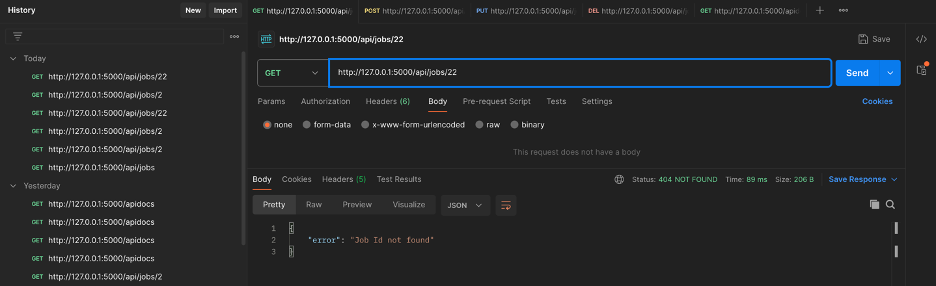 History
New
Import
GET http://127.0.0.1:5000/api/
POST http://127.0.0.1:5000/ap
PUT http://127.0.0.1:5000/api/
DEL http://127.0.0.1:5000/api/
GET http://127.0.0.1:5000/apid
http://127.0.0.1:5000/api/jobs/22
Save
Today
GET http://127.0.0.1:5000/api/jobs/22
GET http://127.0.0.1:5000/api/jobs/2
GET http://127.0.0.1:5000/api/jobs/22
GET http://127.0.0.1:5000/api/jobs/2
GET http://127.0.0.1:5000/api/jobs/2
GET http://127.0.0.1:5000/api/jobs
Yesterday
GET http://127.0.0.1:5000/apidocs
GET http://127.0.0.1:5000/apidocs
GET http://127.0.0.1:5000/apidocs
GET http://127.0.0.1:5000/apidocs
GET http://127.0.0.1:5000/api/jobs/2
GET
http://127.0.0.1:5000/api/jobs/22
Send
Params Authorization Headers (6) Body Pre-request Script Tests Settings Cookies
none form-data x-www-form-urlencoded raw binary
This request does not have a body
Body Cookies Headers (5) Test Results Status: 404 NOT FOUND Time: 89 ms Size: 206 B Save Response
Pretty Raw Preview Visualize JSON
1 {
2 "error": "Job Id not found"
3 }